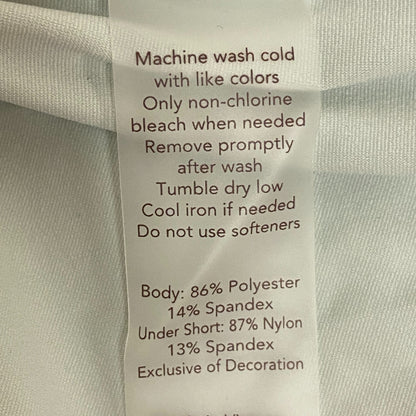 Machine wash cold
with like colors
Only non-chlorine
bleach when needed
Remove promptly
after wash
Tumble dry low
Cool iron if needed
Do not use softeners
Body: 86% Polyester
14% Spandex
Under Short: 87% Nylon
13% Spandex
Exclusive of Decoration